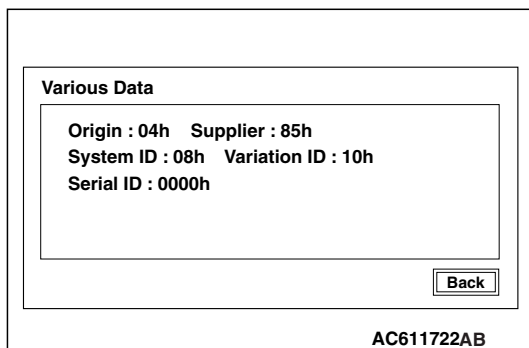 Various Data
Origin : 04h Supplier : 85h
System ID : 08h Variation ID : 10h
Serial ID : 0000h
Back
AC611722AB